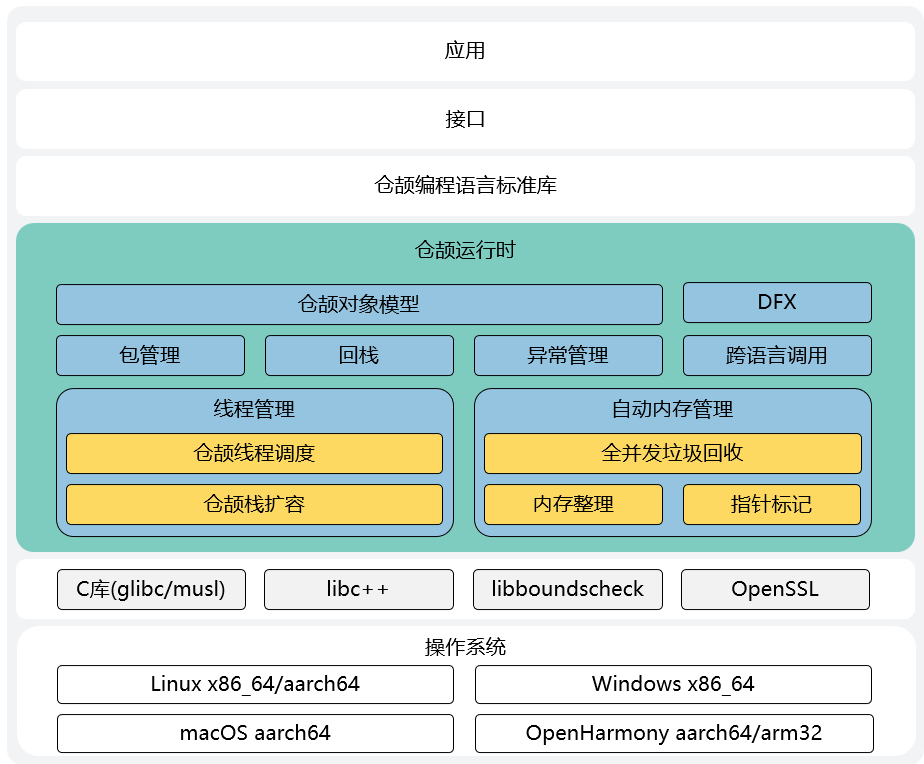 应用
接口
仓颉编程语言标准库
仓颉运行时
仓颉对象模型
DFX
包管理
回栈
异常管理
跨语言调用
线程管理
仓颉线程调度
仓颉栈扩容
自动内存管理
全并发垃圾回收
内存整理
指针标记
C库(glibc/musl)
libc++
libboundscheck
OpenSSL
操作系统
Linux x86_64/aarch64
Windows x86_64
macOS aarch64
OpenHarmony aarch64/arm32